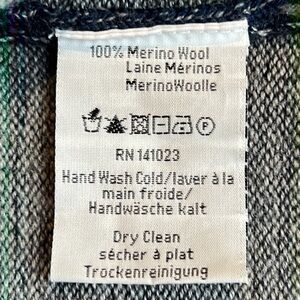 100% Merino Wool
Laine Mérinos
MerinoWoolle
P
RN 141023
Hand Wash Cold/laver à la
main froide/
Handwäsche kalt
Dry Clean
sécher à plat
Trockenreinigung